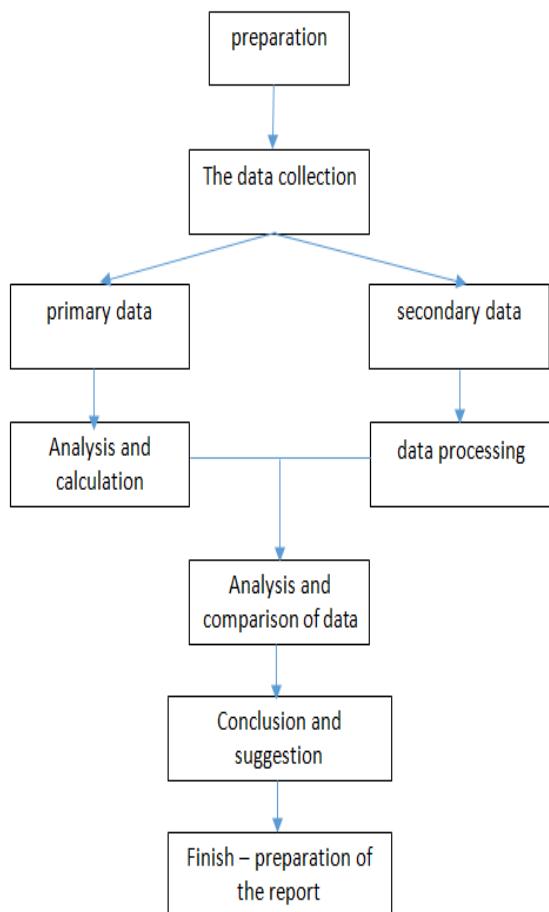 preparation
The data collection
primary data
secondary data
Analysis and
calculation
data processing
Analysis and
comparison of data
Conclusion and
suggestion
Finish – preparation of
the report